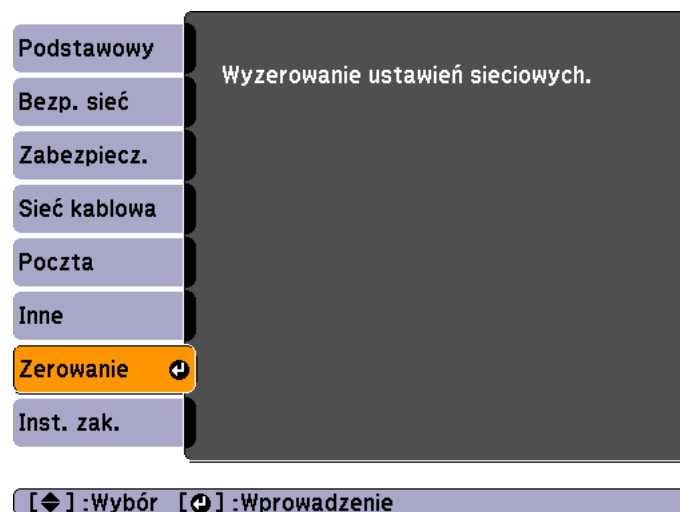 Podstawowy
Wyzerowanie ustawień sieciowych.
Bezp. sieć
Zabezpiecz.
Sieć kablowa
Poczta
Inne
Zerowanie
Inst. zak.
[◆] :Wybór [⏎] :Wprowadzenie